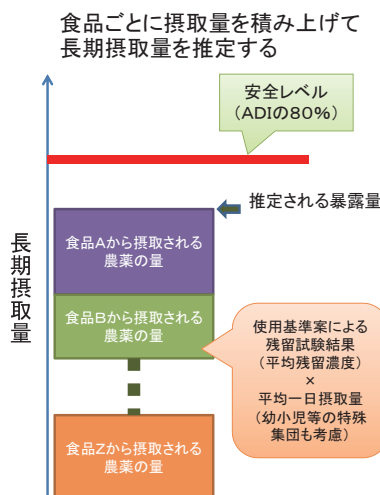 食品ごとに摂取量を積み上げて
長期摂取量を推定する
安全レベル
（ADIの80%）
推定される暴露量
長期摂取量
食品Aから摂取される
農薬の量
食品Bから摂取される
農薬の量
使用基準案による
残留試験結果
（平均残留濃度）
×
平均一日摂取量
（幼小児等の特殊
集団も考慮）
食品Zから摂取される
農薬の量